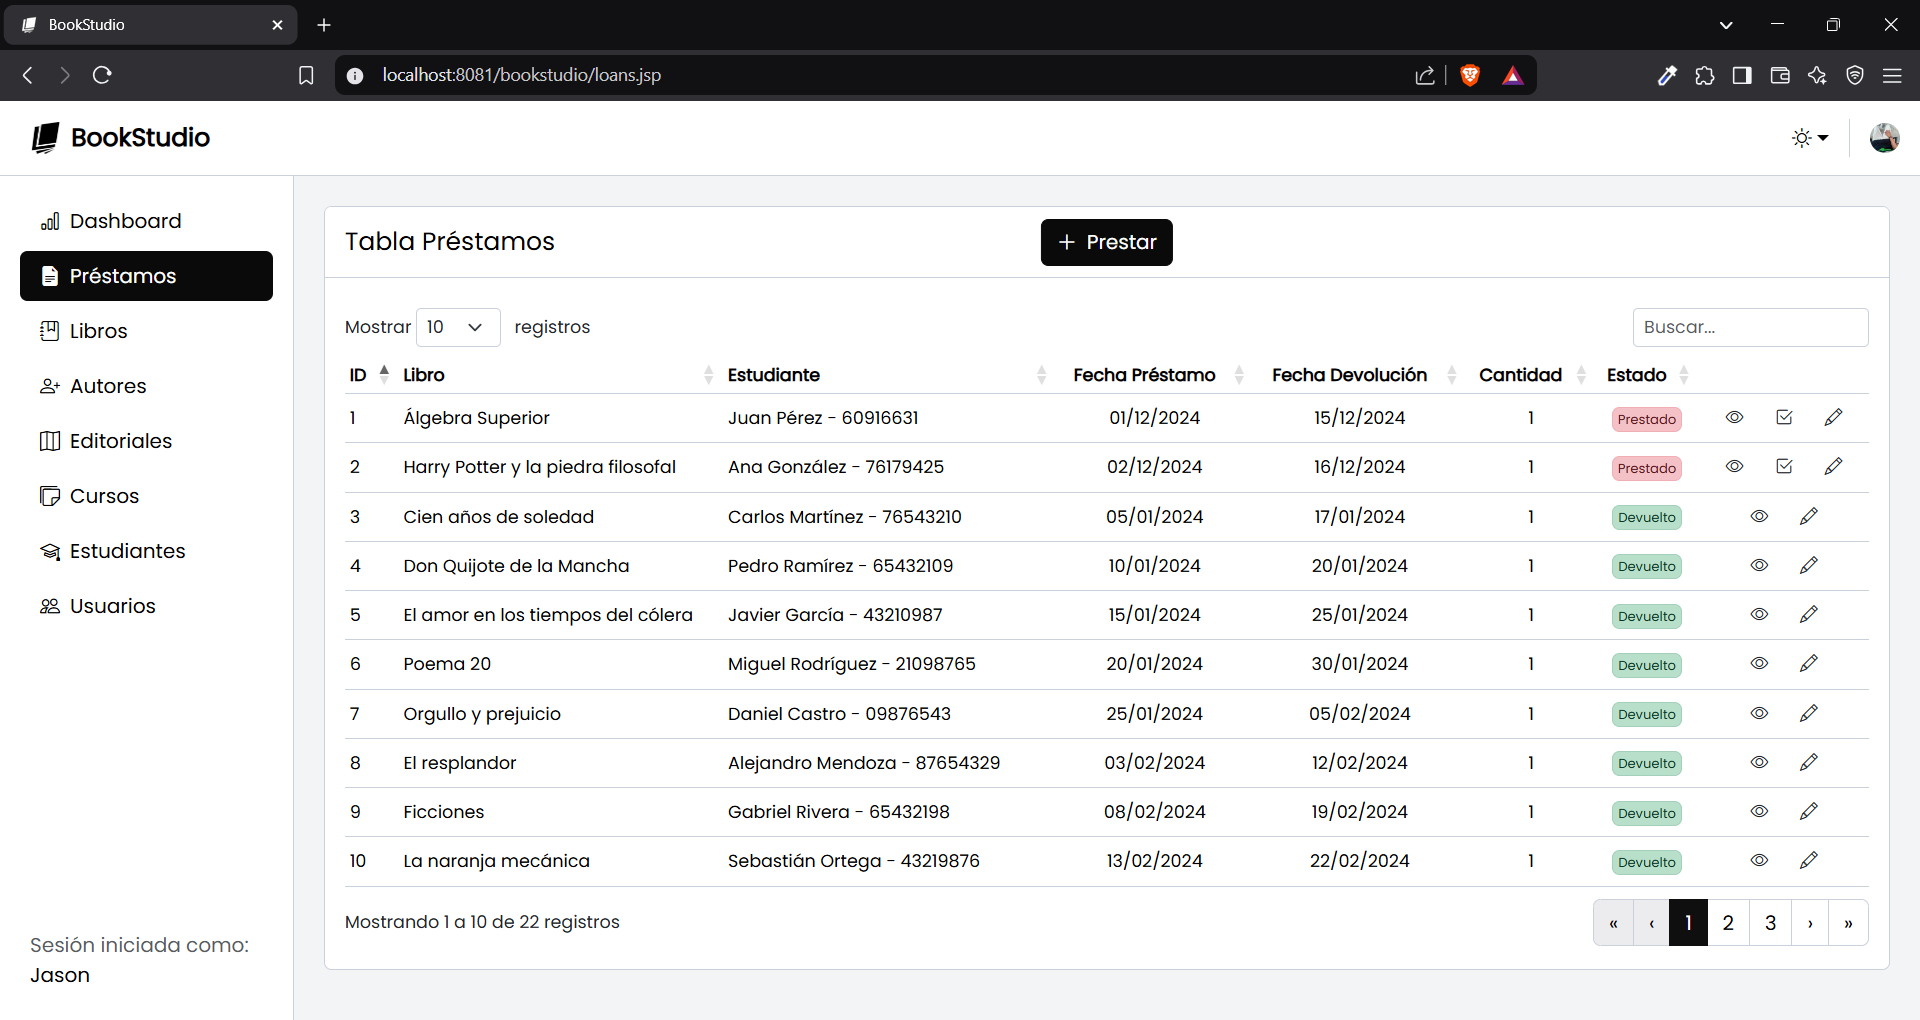 BookStudio
localhost:8081/bookstudio/loans.jsp
BookStudio
Dashboard
Préstamos
Libros
Autores
Editoriales
Cursos
Estudiantes
Usuarios
Sesión iniciada como:
Jason
Tabla Préstamos
+ Prestar
Mostrar 10 registros
Buscar...
ID Libro Estudiante Fecha Préstamo Fecha Devolución Cantidad Estado
1 Álgebra Superior Juan Pérez - 60916631 01/12/2024 15/12/2024 1 Prestado
2 Harry Potter y la piedra filosofal Ana González - 76179425 02/12/2024 16/12/2024 1 Prestado
3 Cien años de soledad Carlos Martínez - 76543210 05/01/2024 17/01/2024 1 Devuelto
4 Don Quijote de la Mancha Pedro Ramírez - 65432109 10/01/2024 20/01/2024 1 Devuelto
5 El amor en los tiempos del cólera Javier García - 43210987 15/01/2024 25/01/2024 1 Devuelto
6 Poema 20 Miguel Rodríguez - 21098765 20/01/2024 30/01/2024 1 Devuelto
7 Orgullo y prejuicio Daniel Castro - 09876543 25/01/2024 05/02/2024 1 Devuelto
8 El resplandor Alejandro Mendoza - 87654329 03/02/2024 12/02/2024 1 Devuelto
9 Ficciones Gabriel Rivera - 65432198 08/02/2024 19/02/2024 1 Devuelto
10 La naranja mecánica Sebastián Ortega - 43219876 13/02/2024 22/02/2024 1 Devuelto
Mostrando 1 a 10 de 22 registros
« ‹ 1 2 3 › »